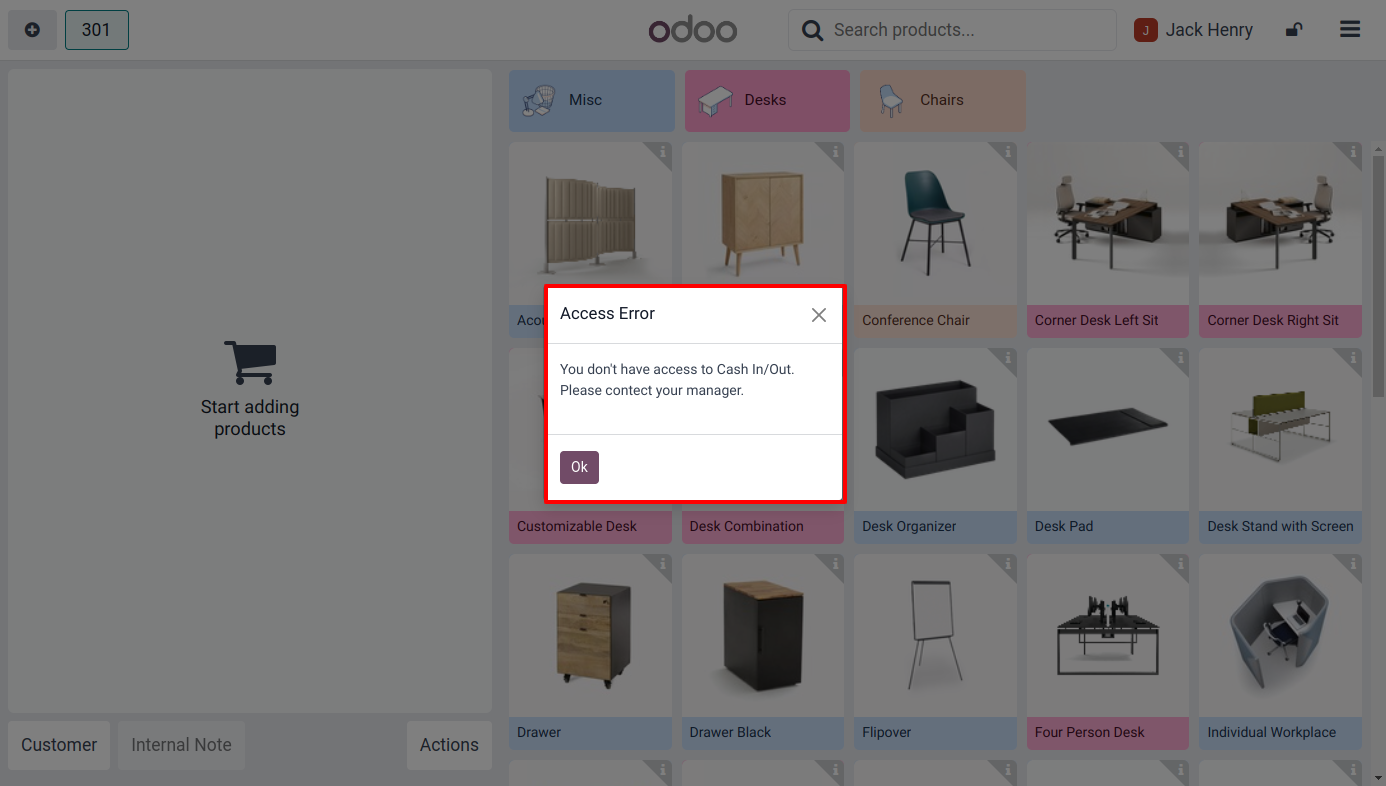 301
odoo
Search products...
J
Jack Henry
Misc
Desks
Chairs
Conference Chair
Corner Desk Left Sit
Corner Desk Right Sit
Access Error
You don't have access to Cash In/Out.
Please contect your manager.
Ok
Start adding
products
Customizable Desk
Desk Combination
Desk Organizer
Desk Pad
Desk Stand with Screen
Drawer
Drawer Black
Flipover
Four Person Desk
Individual Workplace
Customer
Internal Note
Actions